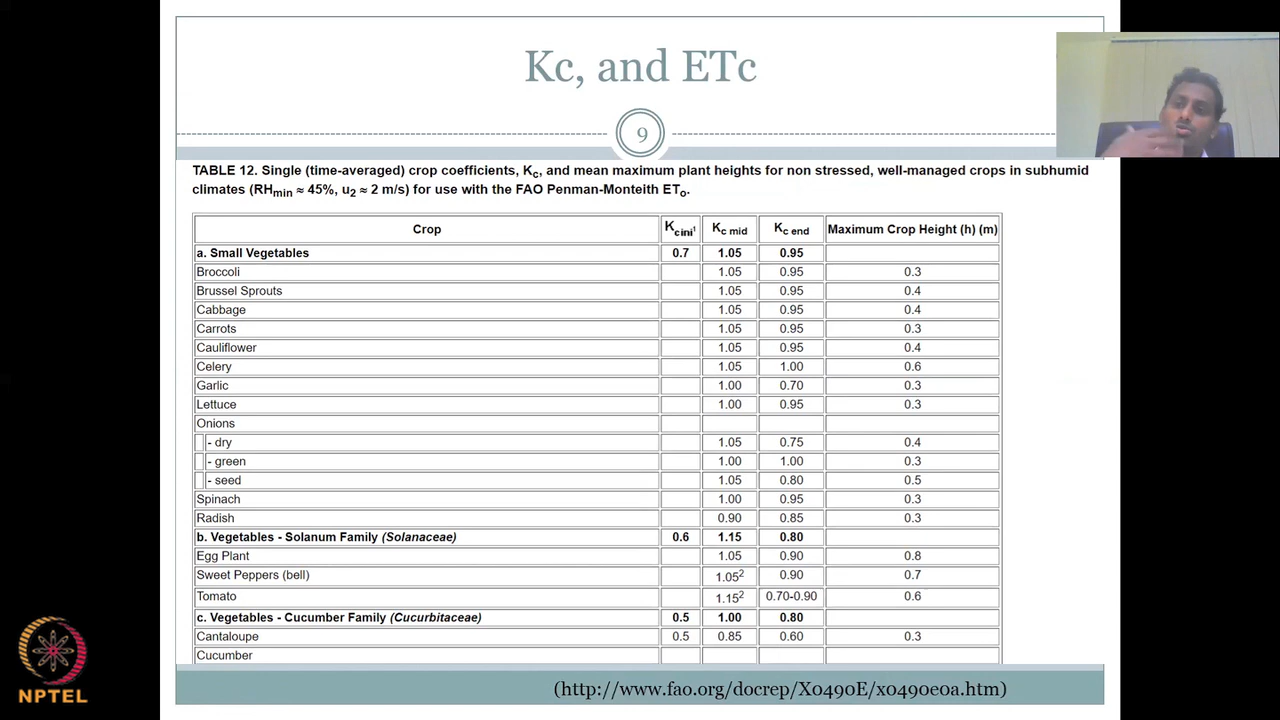 Kc, and ETc
9
TABLE 12. Single (time-averaged) crop coefficients, Kc, and mean maximum plant heights for non stressed, well-managed crops in subhumid
climates (RHmin ≈ 45%, u2 ≈ 2 m/s) for use with the FAO Penman-Monteith ETo.
Crop Kc ini¹ Kc mid Kc end Maximum Crop Height (h) (m)
a. Small Vegetables 0.7 1.05 0.95
Broccoli 1.05 0.95 0.3
Brussel Sprouts 1.05 0.95 0.4
Cabbage 1.05 0.95 0.4
Carrots 1.05 0.95 0.3
Cauliflower 1.05 0.95 0.4
Celery 1.05 1.00 0.6
Garlic 1.00 0.70 0.3
Lettuce 1.00 0.95 0.3
Onions
- dry 1.05 0.75 0.4
- green 1.00 1.00 0.3
- seed 1.05 0.80 0.5
Spinach 1.00 0.95 0.3
Radish 0.90 0.85 0.3
b. Vegetables - Solanum Family (Solanaceae) 0.6 1.15 0.80
Egg Plant 1.05 0.90 0.8
Sweet Peppers (bell) 1.05² 0.90 0.7
Tomato 1.15² 0.70-0.90 0.6
c. Vegetables - Cucumber Family (Cucurbitaceae) 0.5 1.00 0.80
Cantaloupe 0.5 0.85 0.60 0.3
Cucumber
NPTEL
(http://www.fao.org/docrep/X0490E/x0490e0a.htm)